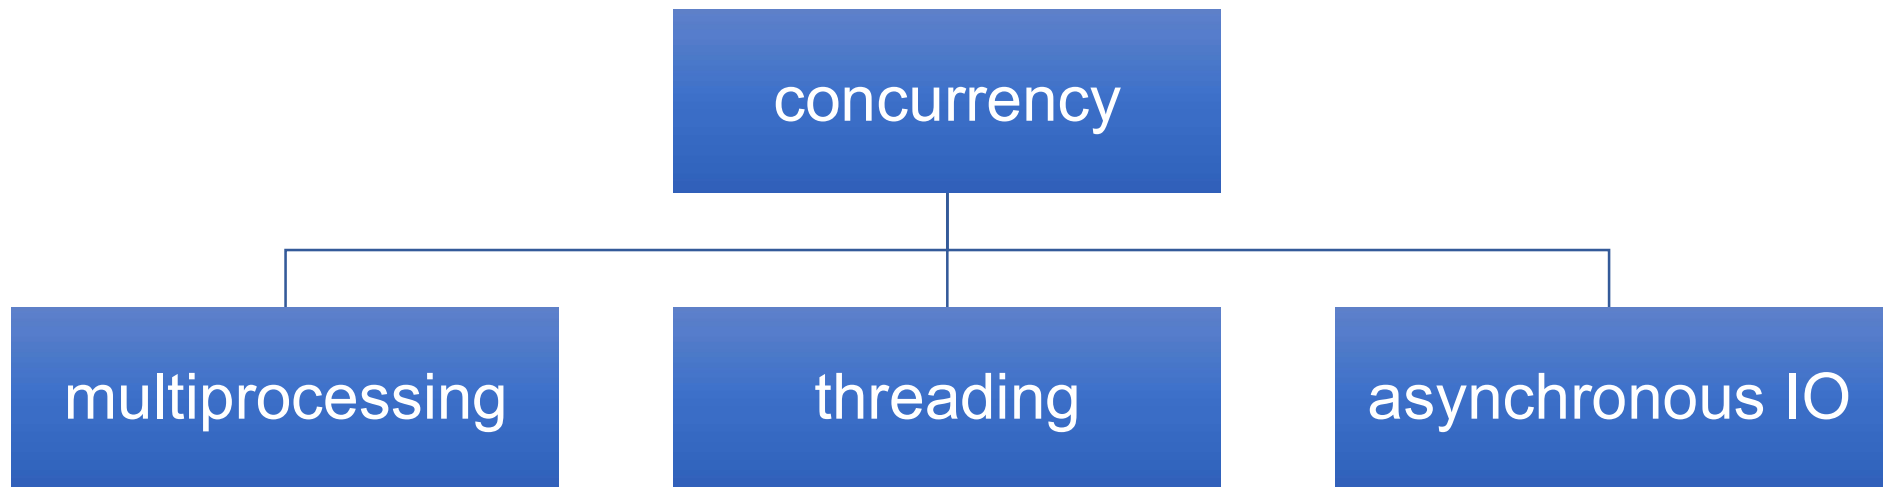 concurrency
multiprocessing
threading
asynchronous IO